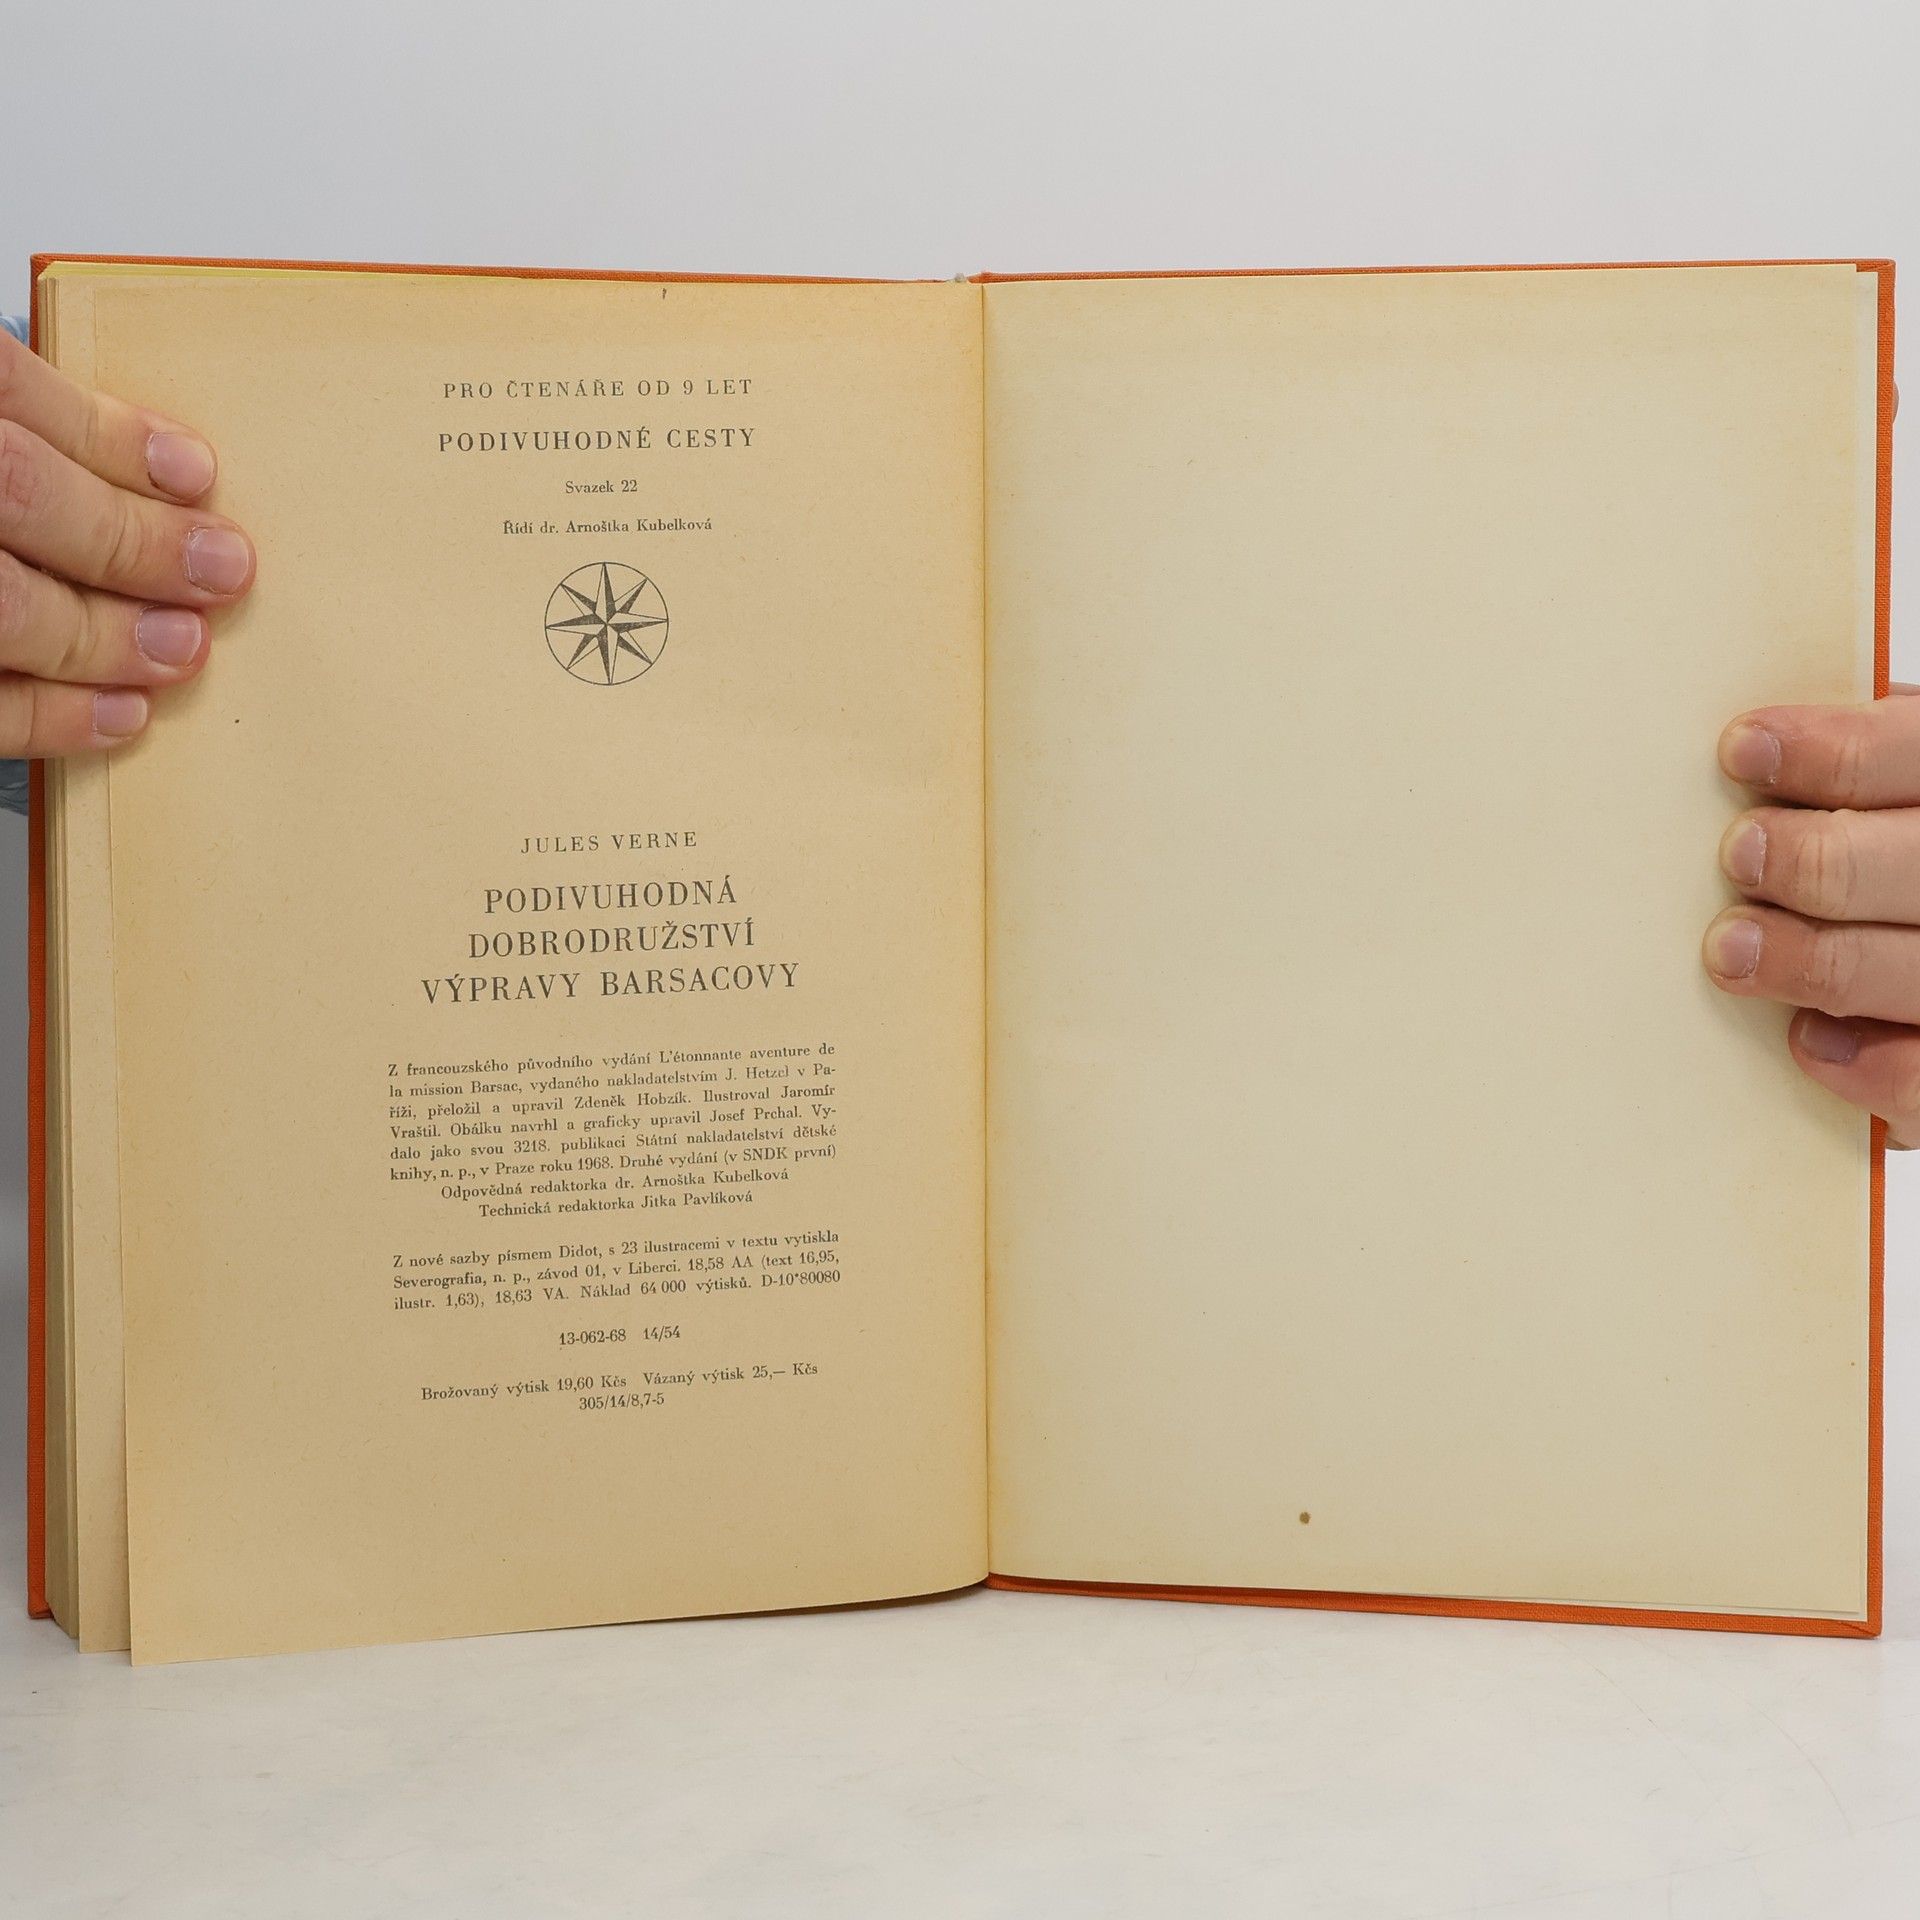 PRO ČTENÁŘE OD 9 LET
PODIVUHODNÉ CESTY
Svazek 22
Řídí dr. Arnoštka Kubelková
JULES VERNE
PODIVUHODNÁ
DOBRODRUŽSTVÍ
VÝPRAVY BARSACOVY
Z francouzského původního vydání L'étonnante aventure de
la mission Barsac, vydaného nakladatelstvím J. Hetzel v Pa-
říži, přeložil a upravil Zdeněk Hobzík. Ilustroval Jaromír
Vraštil. Obálku navrhl a graficky upravil Josef Prchal. Vy-
dalo jako svou 3218. publikaci Státní nakladatelství dětské
knihy, n. p., v Praze roku 1968. Druhé vydání (v SNDK první)
Odpovědná redaktorka dr. Arnoštka Kubelková
Technická redaktorka Jitka Pavlíková
Z nové sazby písmem Didot, s 23 ilustracemi v textu vytiskla
Severografia, n. p., závod 01, v Liberci. 18,58 AA (text 16,95,
ilustr. 1,63), 18,63 VA. Náklad 64 000 výtisků. D-10*80080
13-062-68 14/54
Brožovaný výtisk 19,60 Kčs Vázaný výtisk 25,— Kčs
305/14/8,7-5